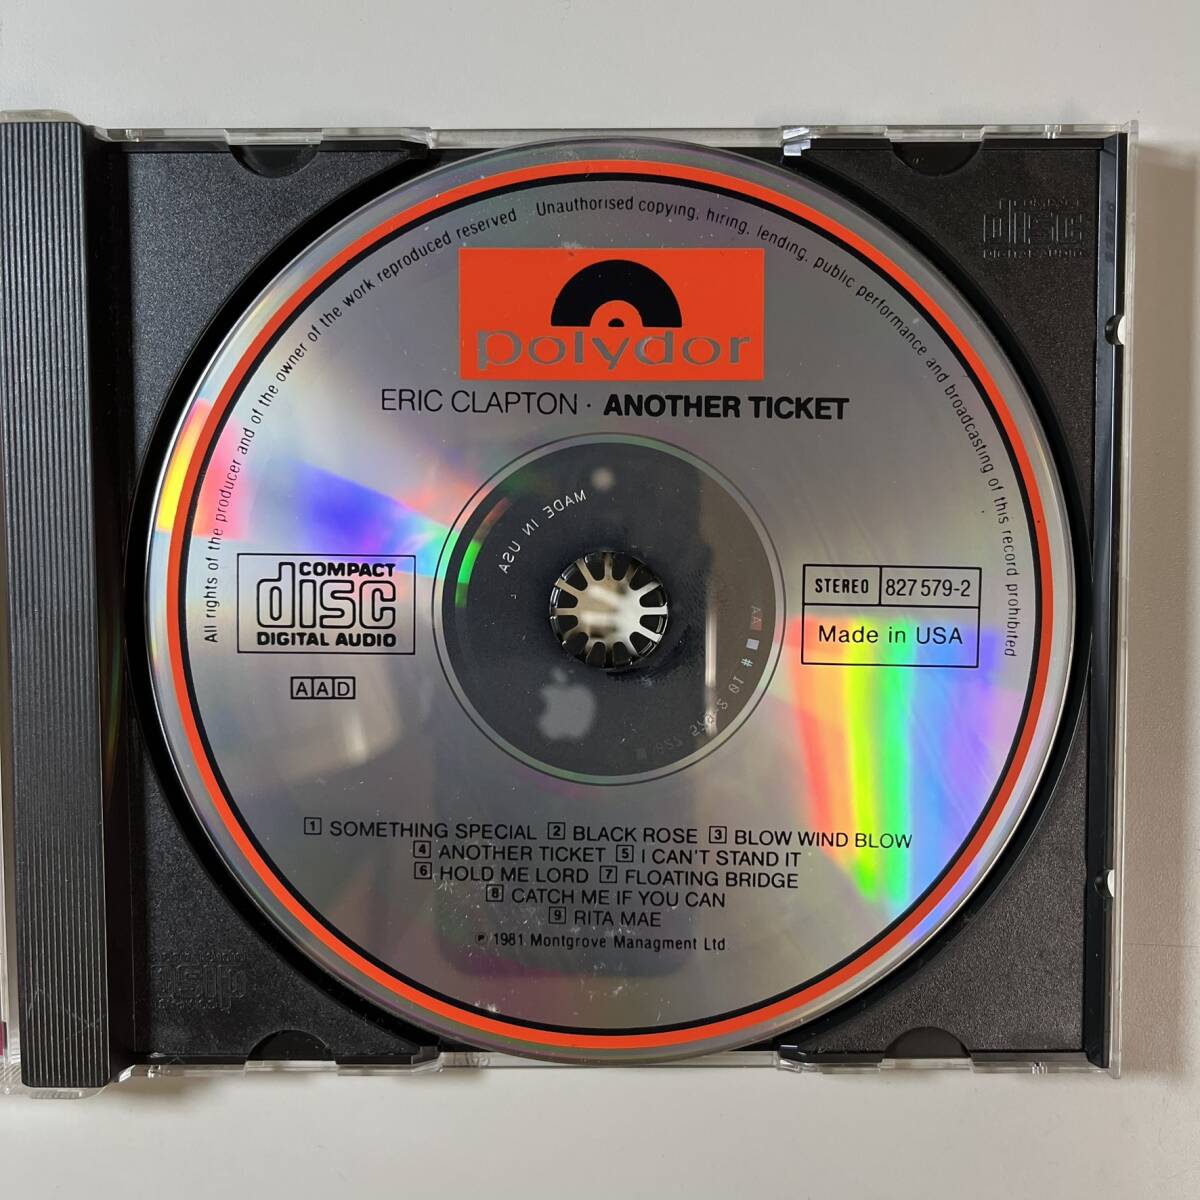 All rights of the producer and of the owner of the work reproduced reserved Unauthorised copying, hiring, lending, public performance and broadcasting of this record prohibited
polydor
ERIC CLAPTON · ANOTHER TICKET
MADE IN USA
COMPACT
disc
DIGITAL AUDIO
AAD
STEREO 827 579-2
Made in USA
1 SOMETHING SPECIAL 2 BLACK ROSE 3 BLOW WIND BLOW
4 ANOTHER TICKET 5 I CAN'T STAND IT
6 HOLD ME LORD 7 FLOATING BRIDGE
8 CATCH ME IF YOU CAN
9 RITA MAE
℗ 1981 Montgrove Managment Ltd
disc
DIGITAL AUDIO